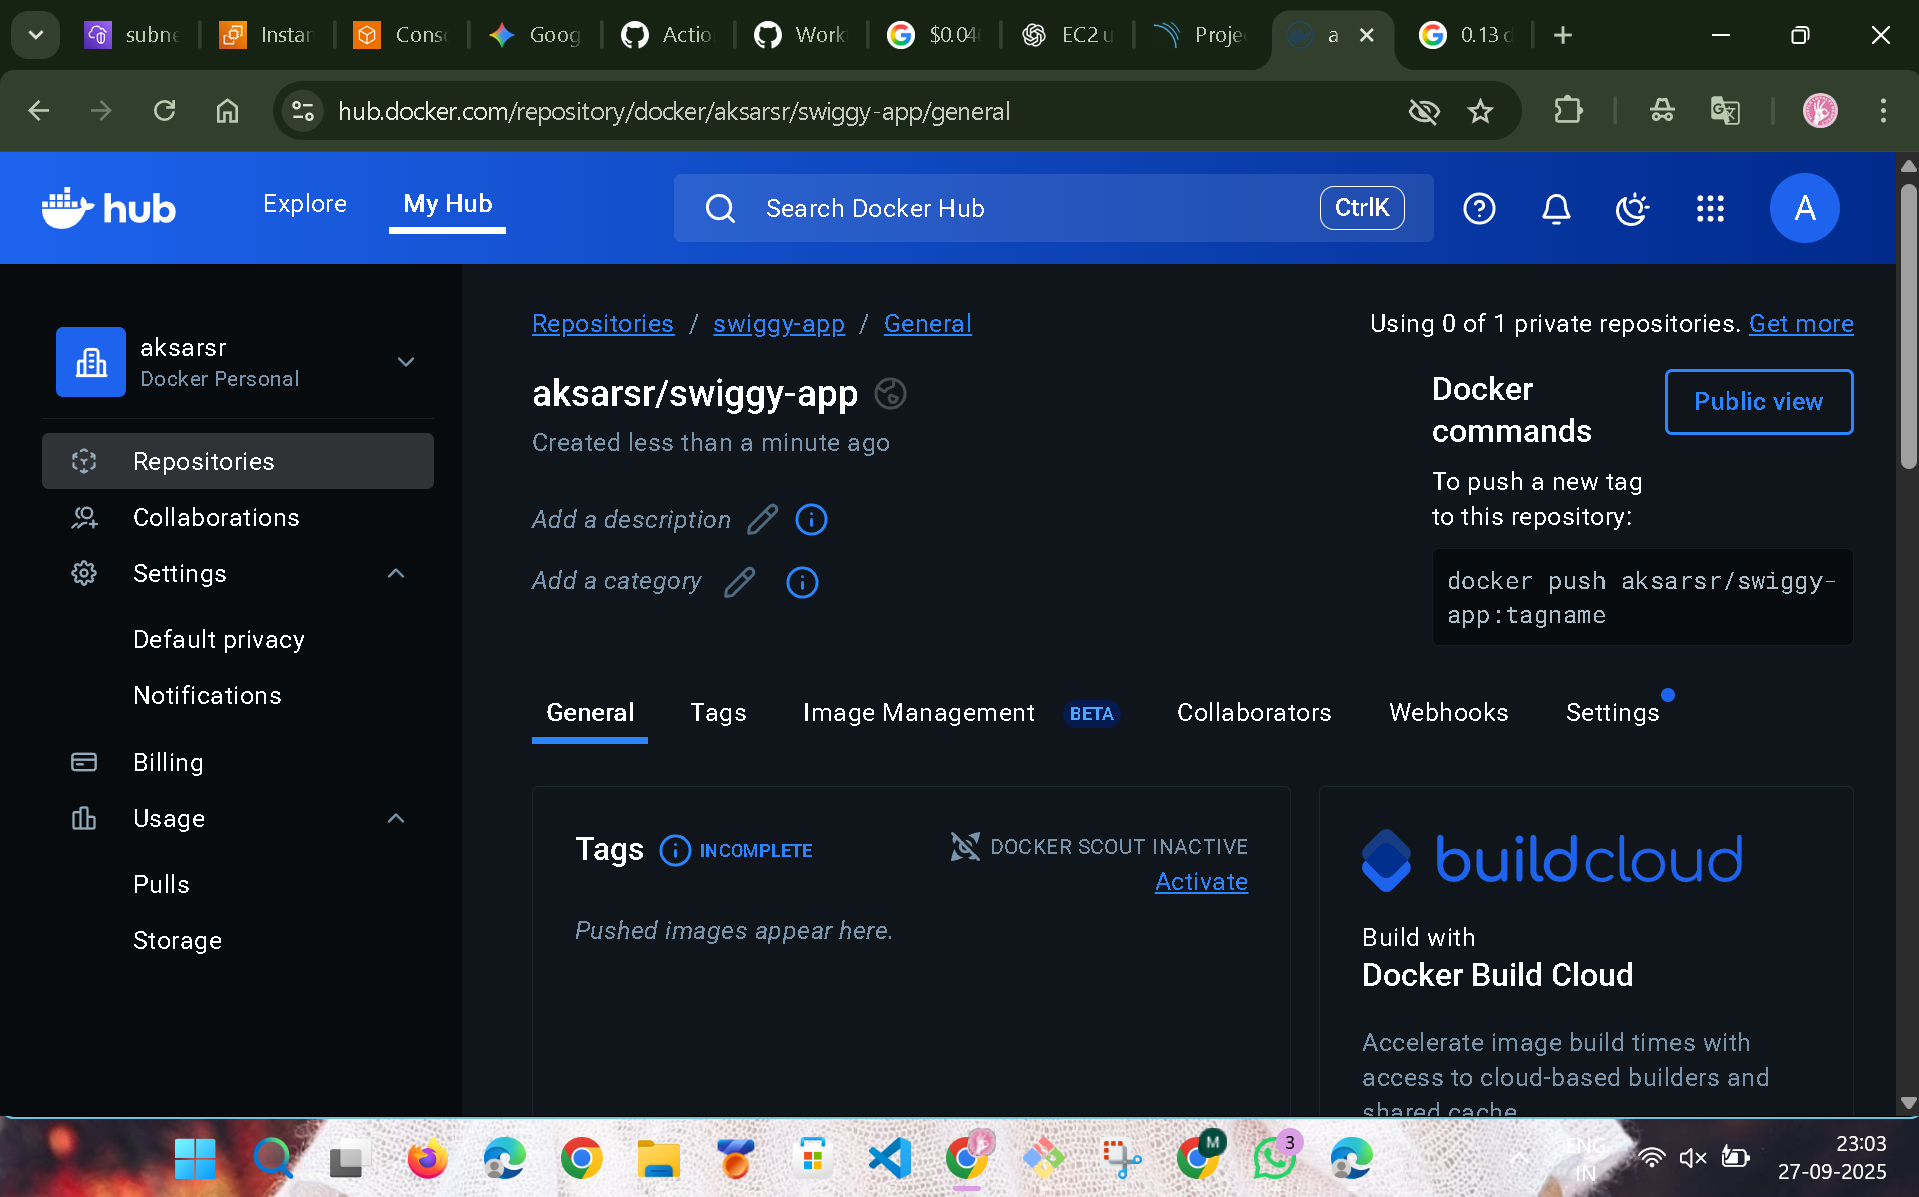 subne
Instar
Conso
Goog
Actio
Work
$0.04
EC2 u
Proje
a
0.13 d
hub.docker.com/repository/docker/aksarsr/swiggy-app/general
hub
Explore
My Hub
Search Docker Hub
CtrlK
A
aksarsr
Docker Personal
Repositories
Collaborations
Settings
Default privacy
Notifications
Billing
Usage
Pulls
Storage
Repositories / swiggy-app / General
Using 0 of 1 private repositories. Get more
aksarsr/swiggy-app
Created less than a minute ago
Add a description
Add a category
Docker
commands
Public view
To push a new tag
to this repository:
docker push aksarsr/swiggy-
app:tagname
General Tags Image Management BETA Collaborators Webhooks Settings
Tags INCOMPLETE
DOCKER SCOUT INACTIVE
Activate
Pushed images appear here.
buildcloud
Build with
Docker Build Cloud
Accelerate image build times with
access to cloud-based builders and
shared cache
M
3
ENG
IN
23:03
27-09-2025